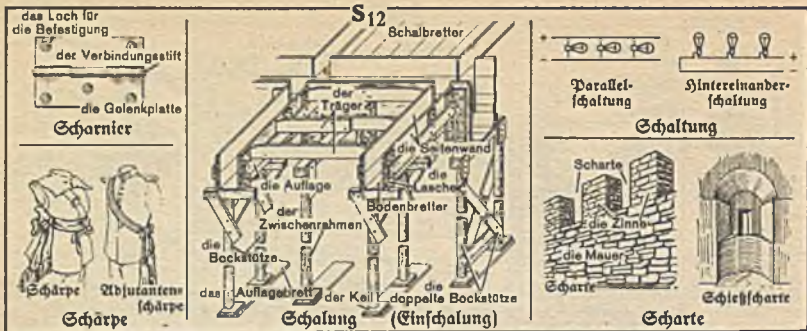 S12
das Loch für
die Befestigung
der Verbindungsstift
die Gelenkplatte
Scharnier
Schärpe
Adjutanten-
schärpe
Schärpe
Schalbretter
der
Träger
die Seitenwand
die Auflage
die
Lasche
der
Zwischenrahmen
Bodenbretter
die
Bockstütze
das Auflagebrett
der Keil
die
doppelte Bockstütze
Schalung (Einschalung)
+
−
Parallel-
schaltung
+
−
Hintereinander-
schaltung
Schaltung
Scharte
die Zinne
die Mauer
Scharte
Schießscharte
Scharte